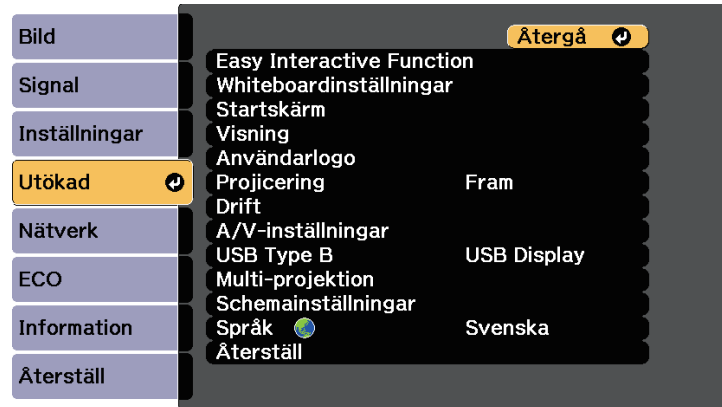 Bild
Signal
Inställningar
Utökad
Nätverk
ECO
Information
Återställ
Återgå
Easy Interactive Function
Whiteboardinställningar
Startskärm
Visning
Användarlogo
Projicering Fram
Drift
A/V-inställningar
USB Type B USB Display
Multi-projektion
Schemainställningar
Språk Svenska
Återställ